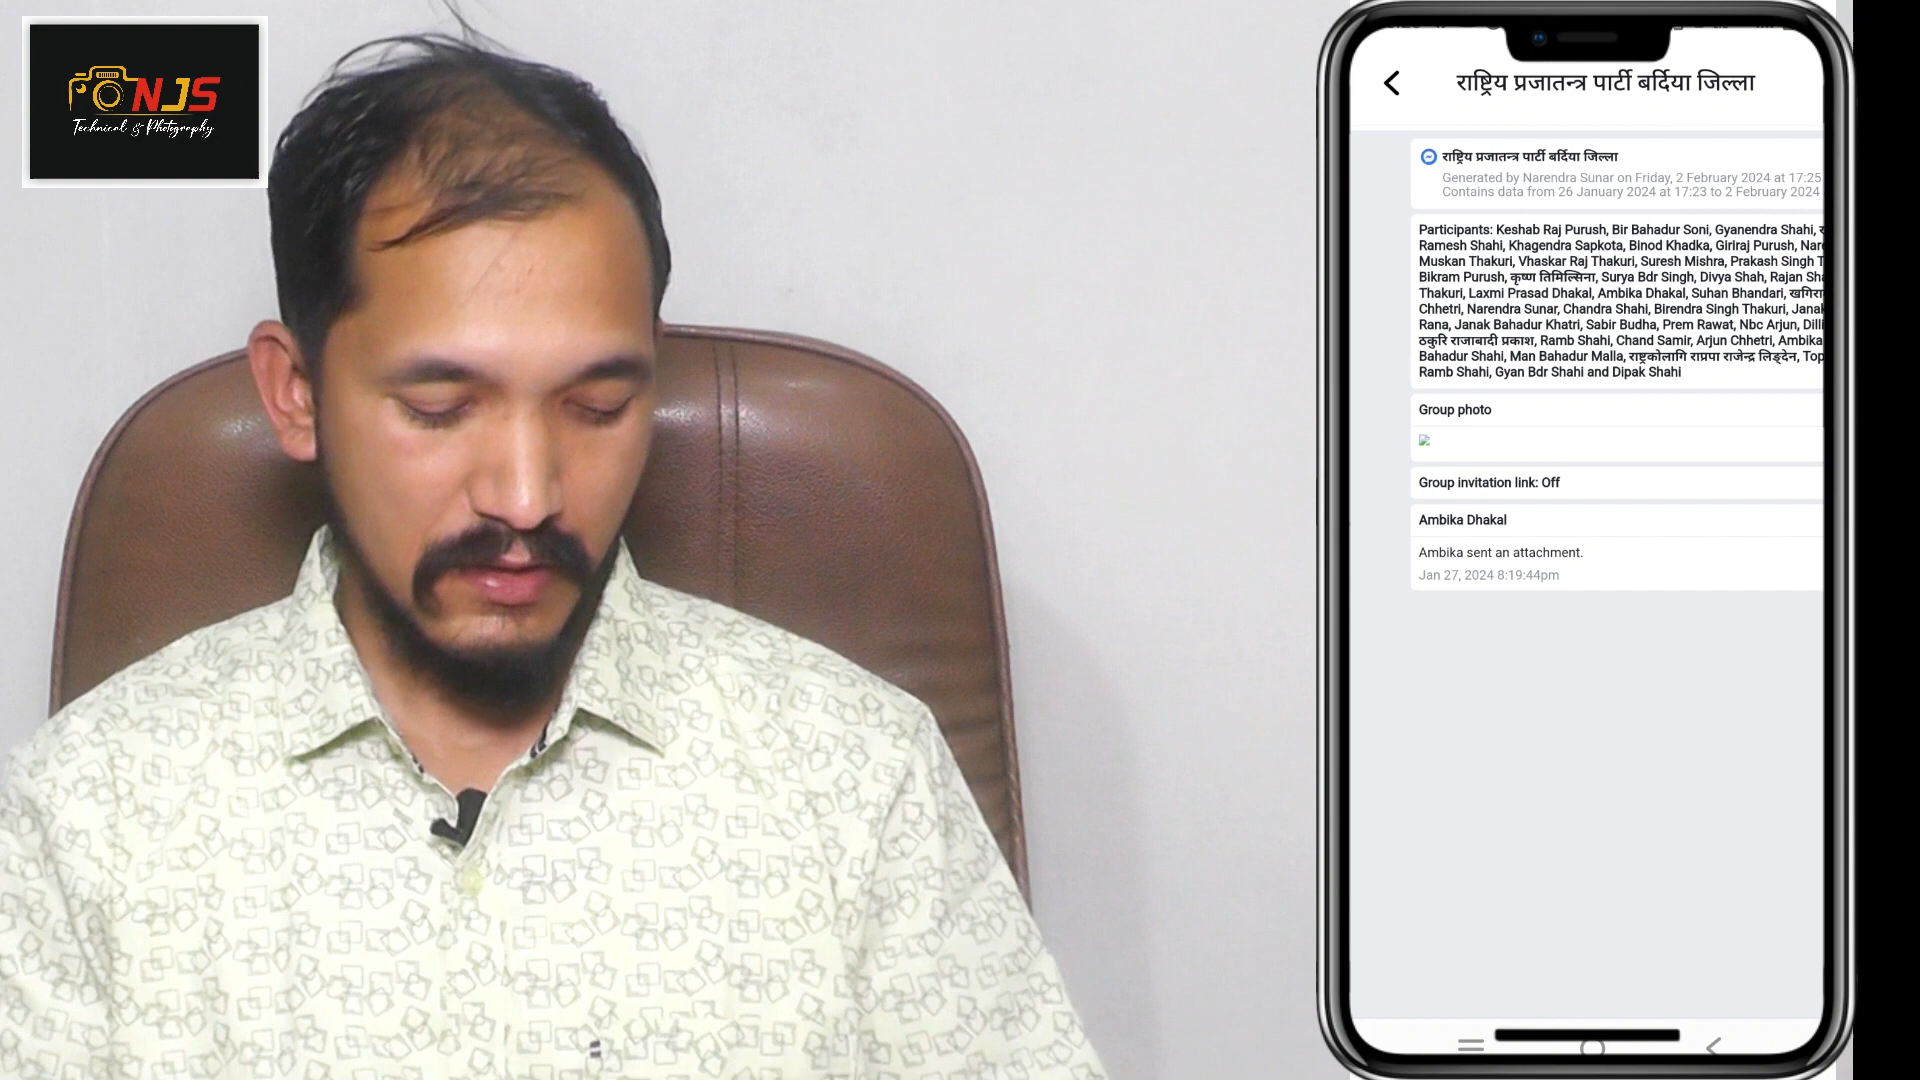 NJS
Technical & Photography
राष्ट्रिय प्रजातन्त्र पार्टी बर्दिया जिल्ला
राष्ट्रिय प्रजातन्त्र पार्टी बर्दिया जिल्ला
Generated by Narendra Sunar on Friday, 2 February 2024 at 17:25
Contains data from 26 January 2024 at 17:23 to 2 February 2024
Participants: Keshab Raj Purush, Bir Bahadur Soni, Gyanendra Shahi,
Ramesh Shahi, Khagendra Sapkota, Binod Khadka, Giriraj Purush,
Muskan Thakuri, Vhaskar Raj Thakuri, Suresh Mishra, Prakash Singh T
Bikram Purush, कृष्ण तिमिल्सिना, Surya Bdr Singh, Divya Shah, Rajan
Thakuri, Laxmi Prasad Dhakal, Ambika Dhakal, Suhan Bhandari,
Chhetri, Narendra Sunar, Chandra Shahi, Birendra Singh Thakuri,
Rana, Janak Bahadur Khatri, Sabir Budha, Prem Rawat, Nbc Arjun, Dilli
ठकुरि राजाबादी प्रकाश, Ramb Shahi, Chand Samir, Arjun Chhetri, Ambika
Bahadur Shahi, Man Bahadur Malla, राष्ट्रकोलागि राप्रपा राजेन्द्र लिङ्देन, Top
Ramb Shahi, Gyan Bdr Shahi and Dipak Shahi
Group photo
Group invitation link: Off
Ambika Dhakal
Ambika sent an attachment.
Jan 27, 2024 8:19:44pm